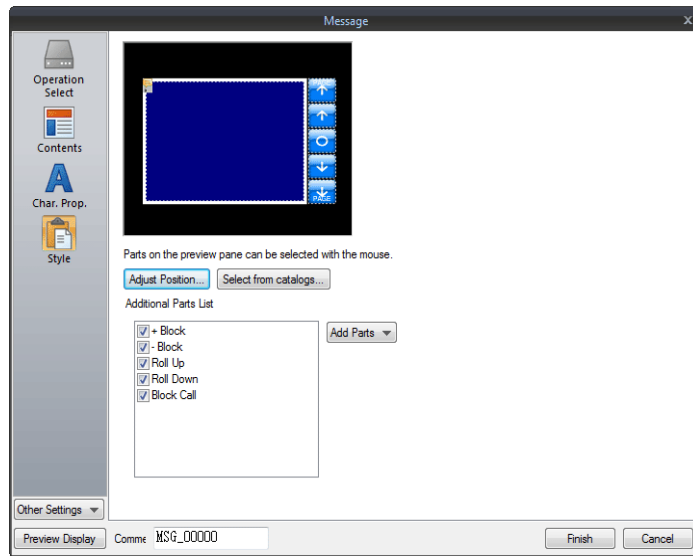 Message
x
Operation
Select
Contents
A
Char. Prop.
Style
PAGE
Parts on the preview pane can be selected with the mouse.
Adjust Position... Select from catalogs...
Additional Parts List
+ Block
- Block
Roll Up
Roll Down
Block Call
Add Parts
Other Settings
Preview Display Comme MSG_00000 Finish Cancel